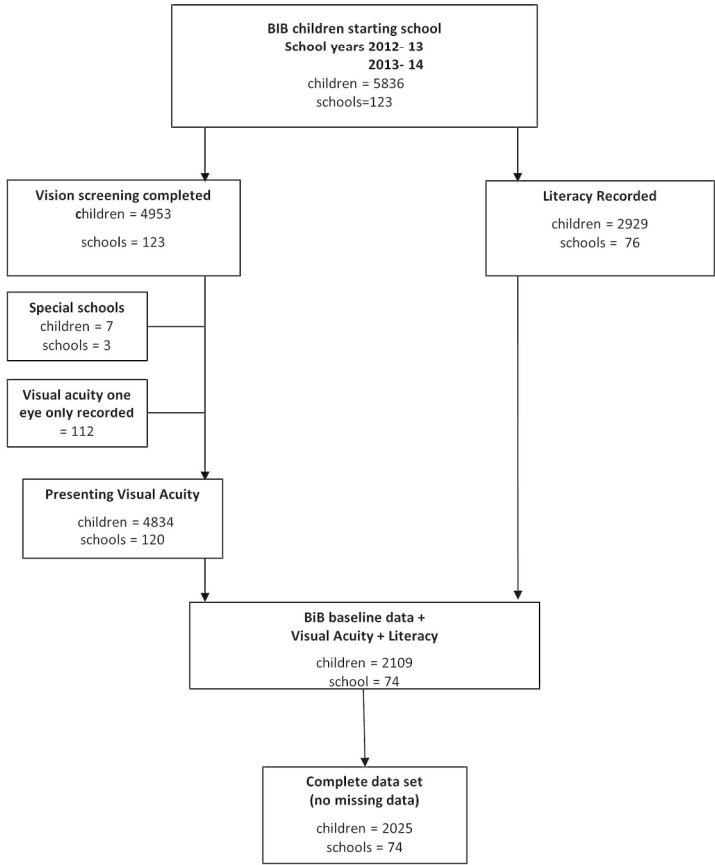 BIB children starting school
School years 2012- 13
2013- 14
children = 5836
schools=123
Vision screening completed
children = 4953
schools = 123
Literacy Recorded
children = 2929
schools = 76
Special schools
children = 7
schools = 3
Visual acuity one
eye only recorded
= 112
Presenting Visual Acuity
children = 4834
schools = 120
BiB baseline data +
Visual Acuity + Literacy
children = 2109
school = 74
Complete data set
(no missing data)
children = 2025
schools = 74